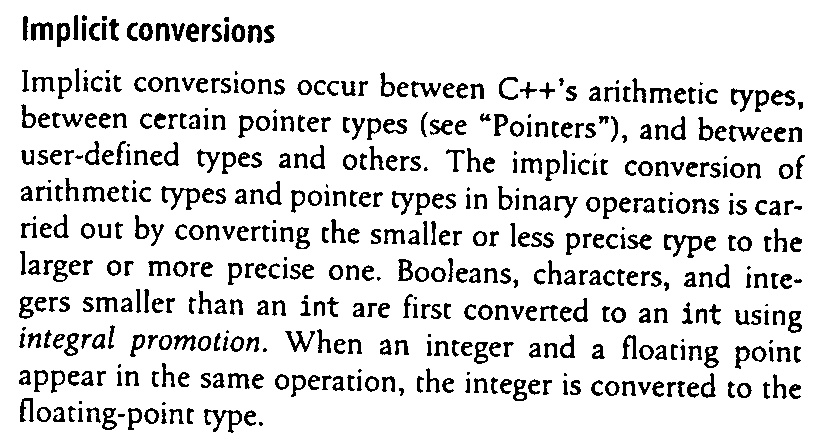 Implicit conversions
Implicit conversions occur between C++'s arithmetic types,
between certain pointer types (see “Pointers”), and between
user-defined types and others. The implicit conversion of
arithmetic types and pointer types in binary operations is car-
ried out by converting the smaller or less precise type to the
larger or more precise one. Booleans, characters, and inte-
gers smaller than an int are first converted to an int using
integral promotion. When an integer and a floating point
appear in the same operation, the integer is converted to the
floating-point type.